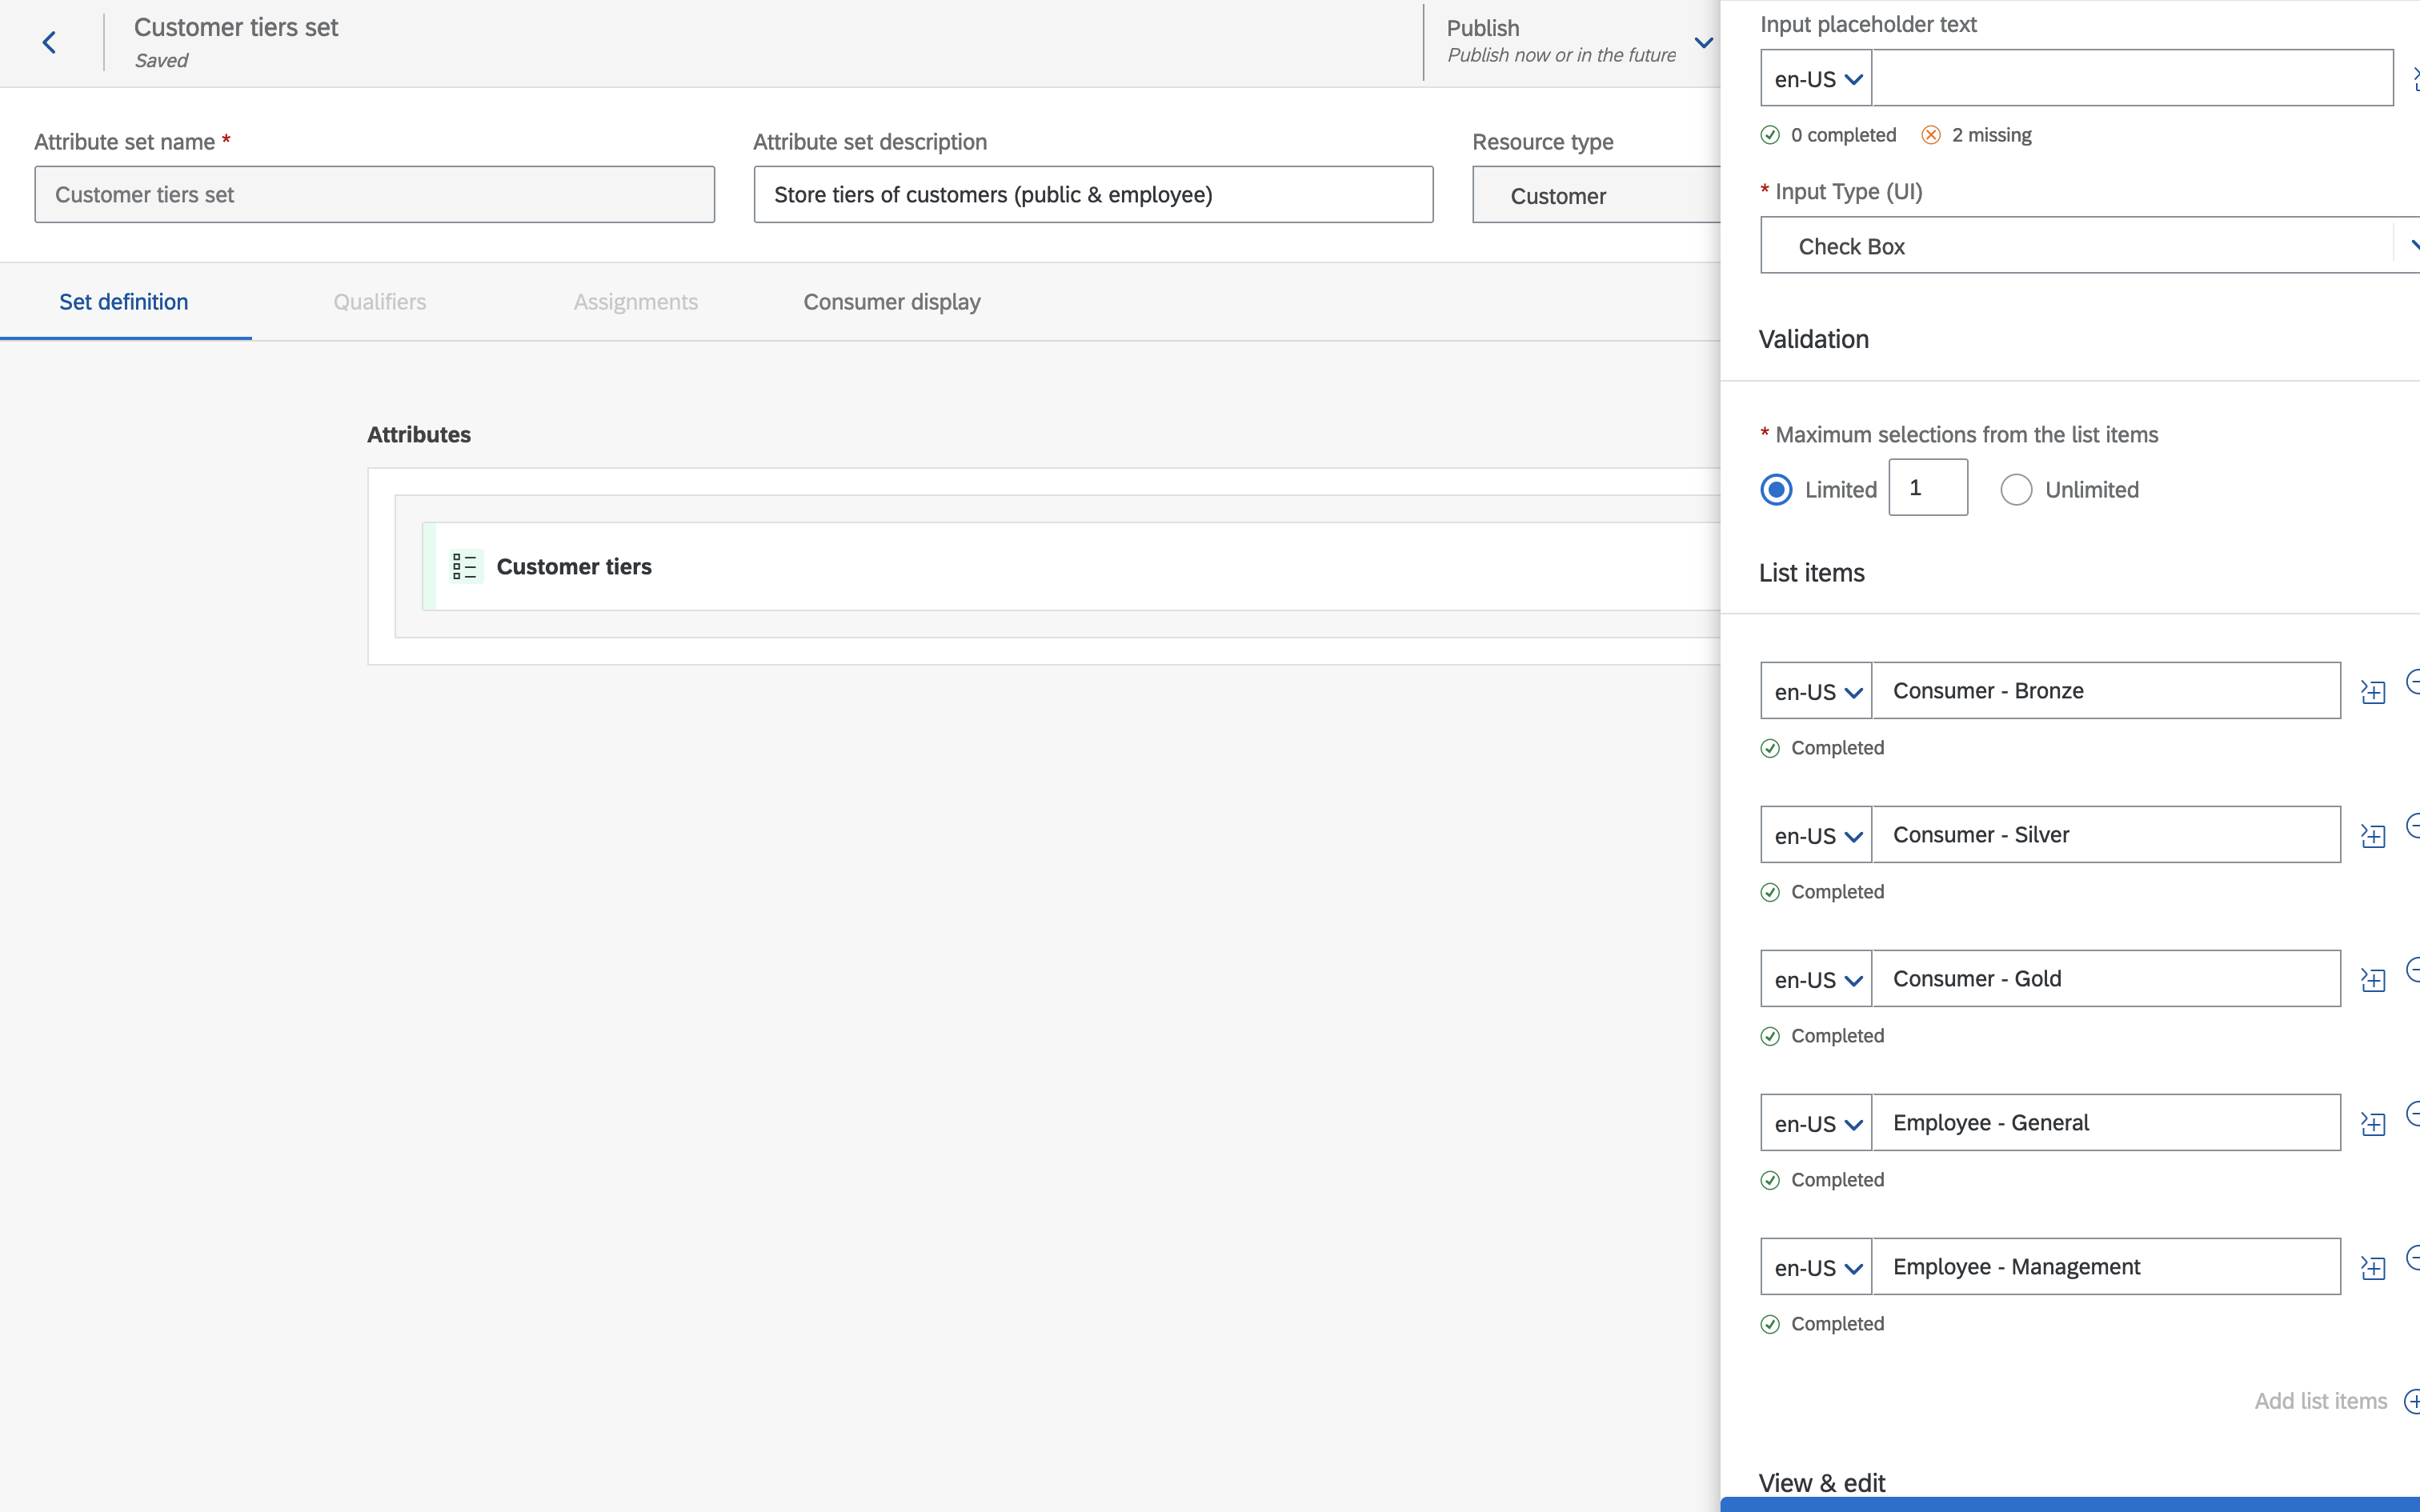 Customer tiers set
Saved
Publish
Publish now or in the future
Attribute set name *
Customer tiers set
Attribute set description
Store tiers of customers (public & employee)
Resource type
Customer
Set definition
Qualifiers
Assignments
Consumer display
Attributes
Customer tiers
Input placeholder text
en-US
0 completed
2 missing
* Input Type (UI)
Check Box
Validation
* Maximum selections from the list items
Limited
1
Unlimited
List items
en-US
Consumer - Bronze
Completed
en-US
Consumer - Silver
Completed
en-US
Consumer - Gold
Completed
en-US
Employee - General
Completed
en-US
Employee - Management
Completed
Add list items
View & edit